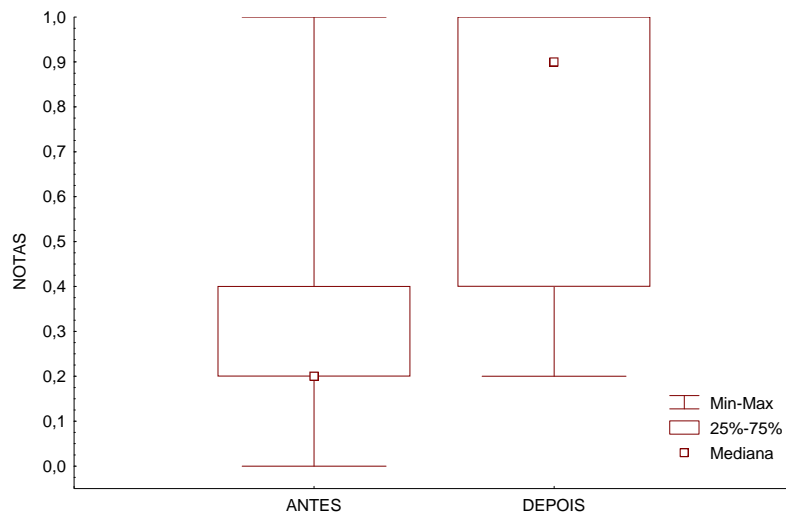 1,0
0,9
0,8
0,7
0,6
0,5
0,4
0,3
0,2
0,1
0,0
NOTAS
ANTES
DEPOIS
Min-Max
25%-75%
Mediana